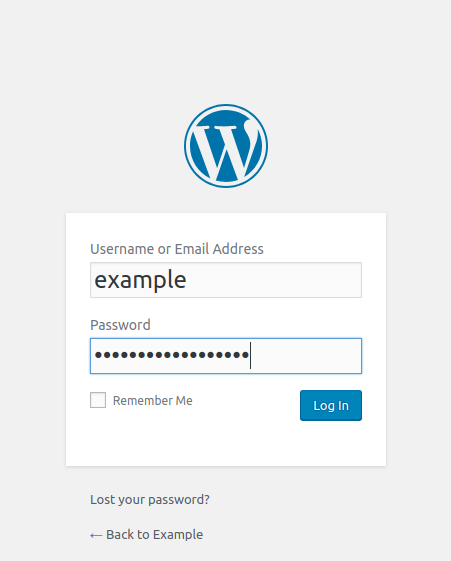 Username or Email Address
example
Password
••••••••••••••••••
Remember Me
Log In
Lost your password?
← Back to Example